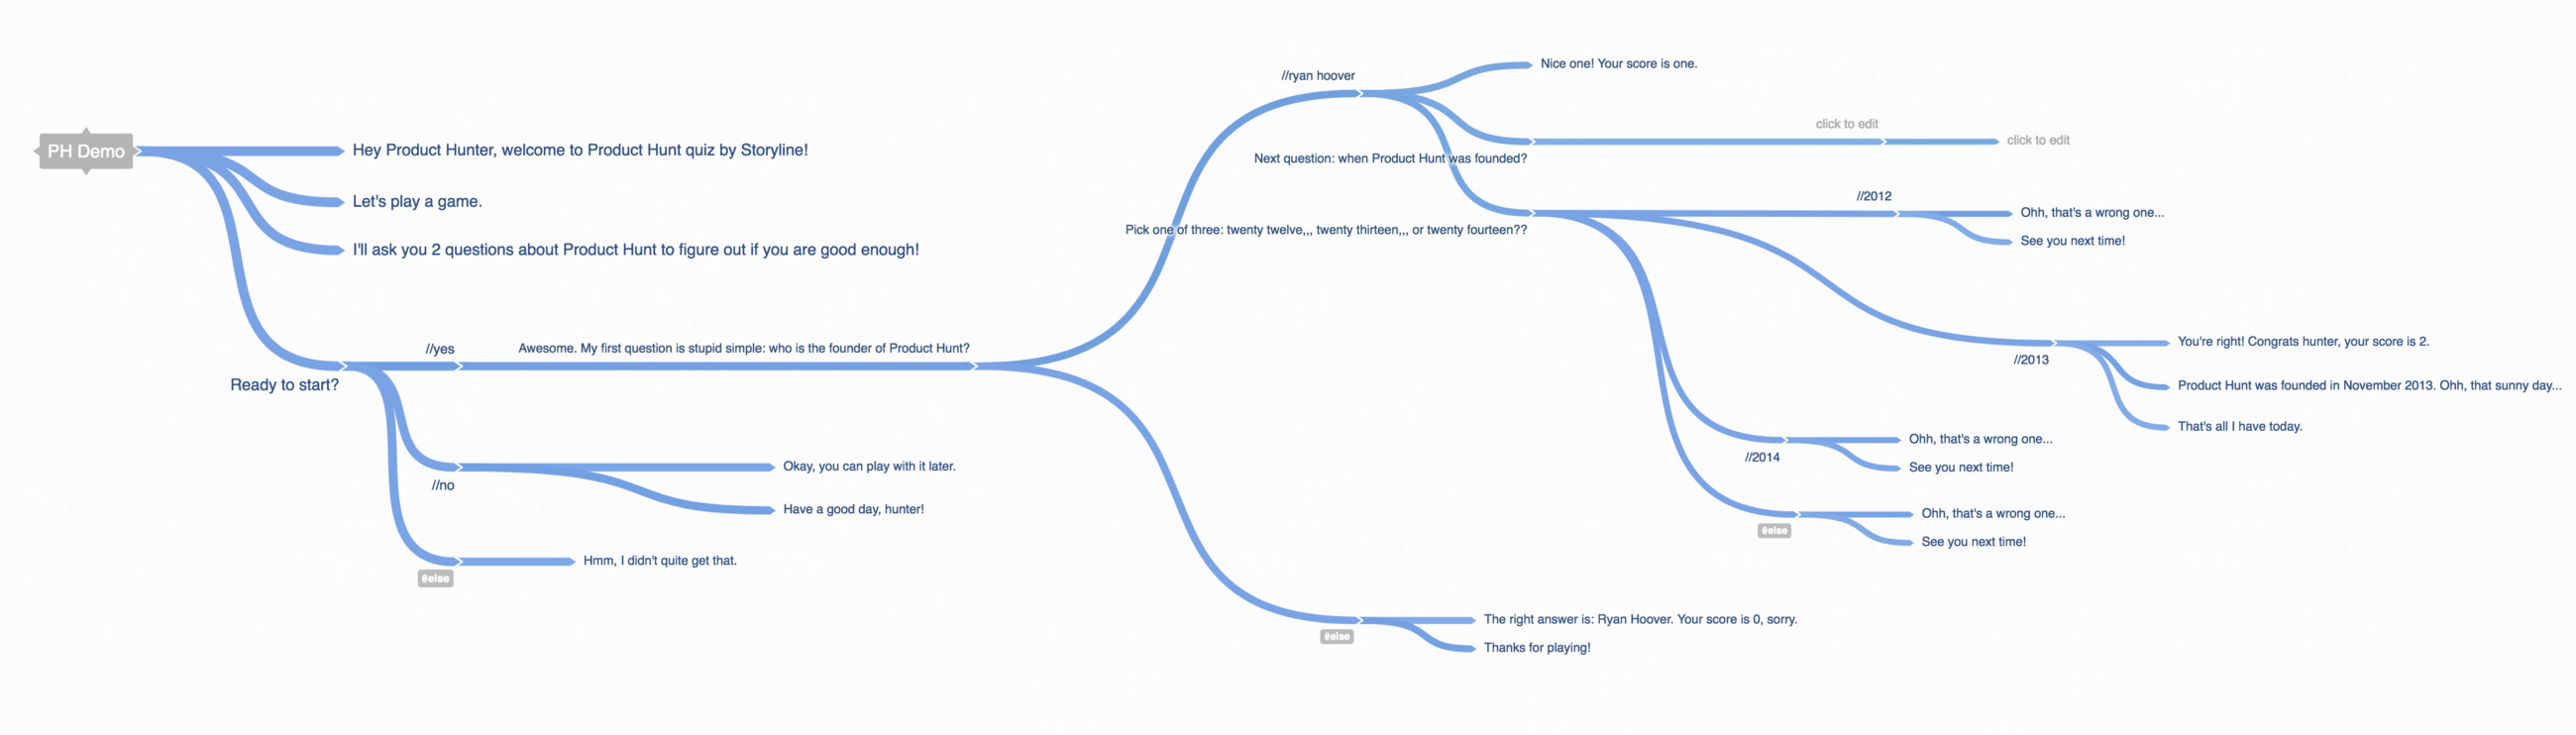 PH Demo
Hey Product Hunter, welcome to Product Hunt quiz by Storyline!
Let's play a game.
I'll ask you 2 questions about Product Hunt to figure out if you are good enough!
Ready to start?
//yes
Awesome. My first question is stupid simple: who is the founder of Product Hunt?
//ryan hoover
Nice one! Your score is one.
Next question: when Product Hunt was founded?
click to edit
click to edit
Pick one of three: twenty twelve,,, twenty thirteen,,, or twenty fourteen??
//2012
Ohh, that's a wrong one...
See you next time!
//2013
You're right! Congrats hunter, your score is 2.
Product Hunt was founded in November 2013. Ohh, that sunny day...
That's all I have today.
//2014
Ohh, that's a wrong one...
See you next time!
@else
Ohh, that's a wrong one...
See you next time!
@else
The right answer is: Ryan Hoover. Your score is 0, sorry.
Thanks for playing!
//no
Okay, you can play with it later.
Have a good day, hunter!
@else
Hmm, I didn't quite get that.